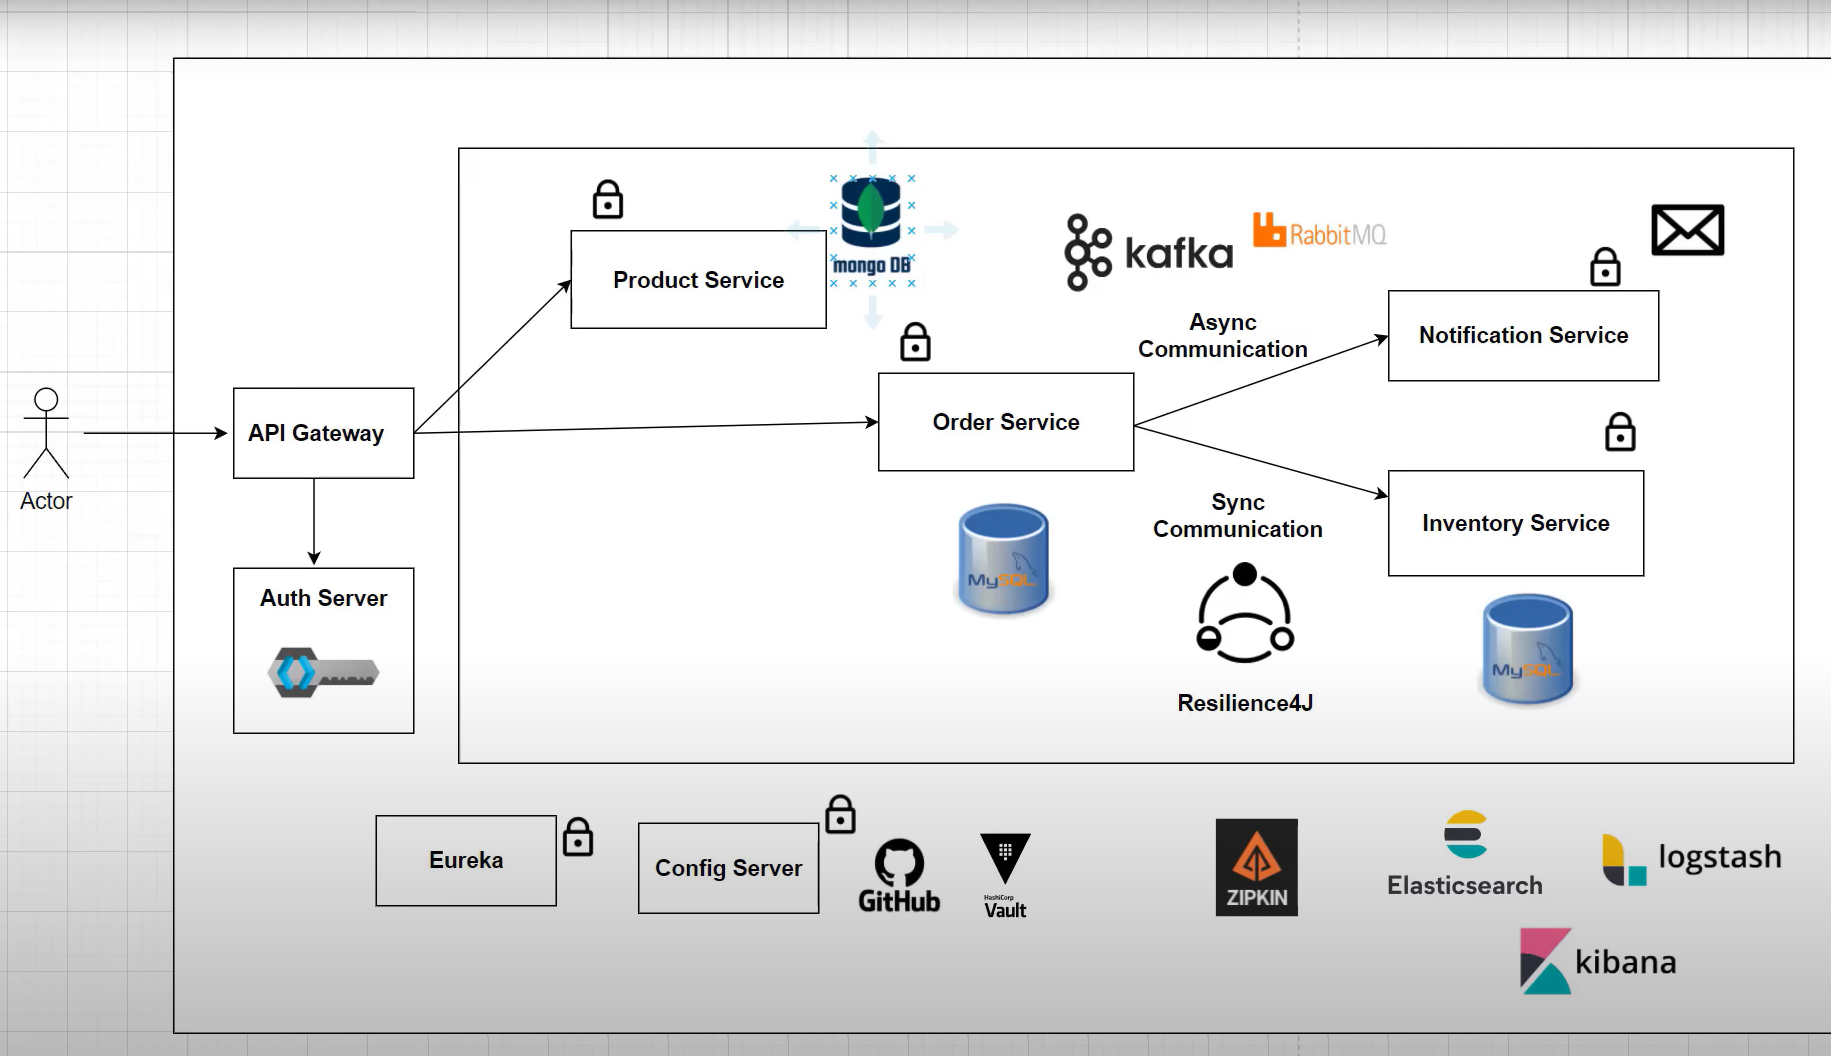 mongo DB
kafka
RabbitMQ
Product Service
Async
Communication
Notification Service
Order Service
API Gateway
Actor
Sync
Communication
Inventory Service
MySQL
Auth Server
MySQL
Resilience4J
Eureka
Config Server
GitHub
HashiCorp
Vault
ZIPKIN
Elasticsearch
logstash
kibana